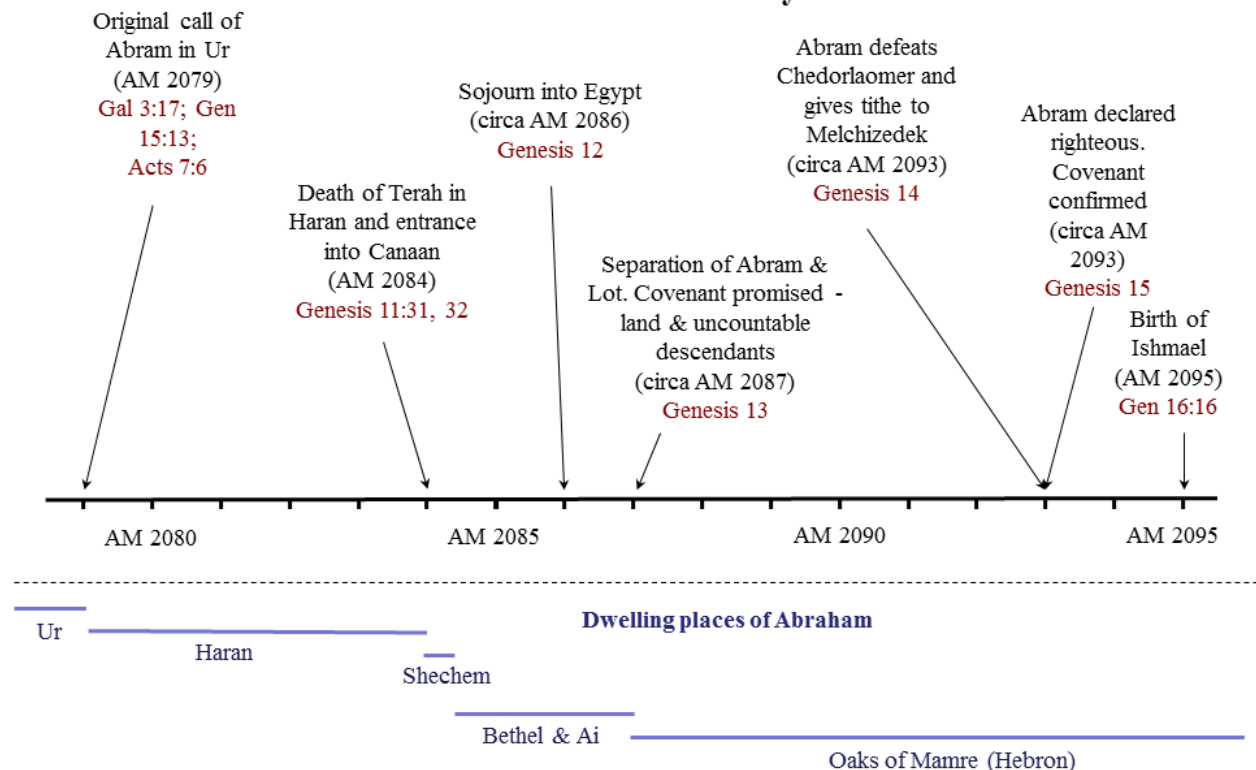 Original call of
Abram in Ur
(AM 2079)
Gal 3:17; Gen
15:13;
Acts 7:6
Death of Terah in
Haran and entrance
into Canaan
(AM 2084)
Genesis 11:31, 32
Sojourn into Egypt
(circa AM 2086)
Genesis 12
Separation of Abram &
Lot. Covenant promised -
land & uncountable
descendants
(circa AM 2087)
Genesis 13
Abram defeats
Chedorlaomer and
gives tithe to
Melchizedek
(circa AM 2093)
Genesis 14
Abram declared
righteous.
Covenant
confirmed
(circa AM
2093)
Genesis 15
Birth of
Ishmael
(AM 2095)
Gen 16:16
AM 2080
AM 2085
AM 2090
AM 2095
Dwelling places of Abraham
Ur
Haran
Shechem
Bethel & Ai
Oaks of Mamre (Hebron)